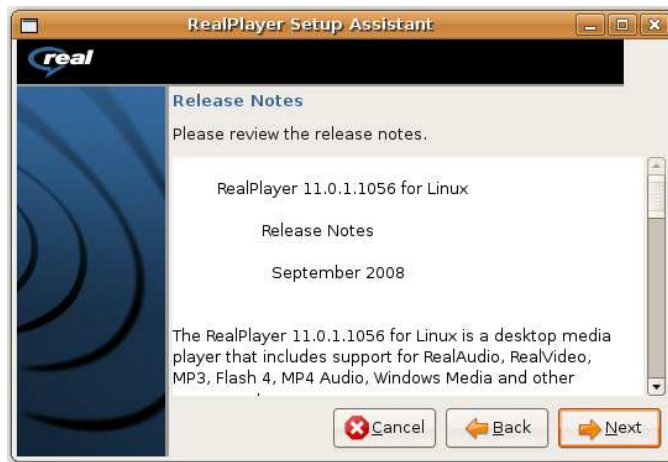 RealPlayer Setup Assistant
real
Release Notes
Please review the release notes.
RealPlayer 11.0.1.1056 for Linux
Release Notes
September 2008
The RealPlayer 11.0.1.1056 for Linux is a desktop media
player that includes support for RealAudio, RealVideo,
MP3, Flash 4, MP4 Audio, Windows Media and other
Cancel
Back
Next